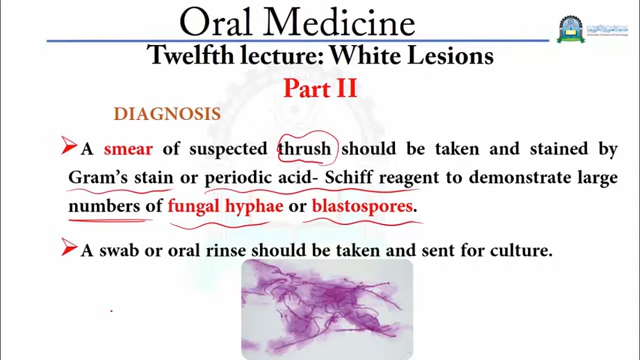 Oral Medicine
Twelfth lecture: White Lesions
Part II
DIAGNOSIS
A smear of suspected thrush should be taken and stained by
Gram's stain or periodic acid- Schiff reagent to demonstrate large
numbers of fungal hyphae or blastospores.
A swab or oral rinse should be taken and sent for culture.